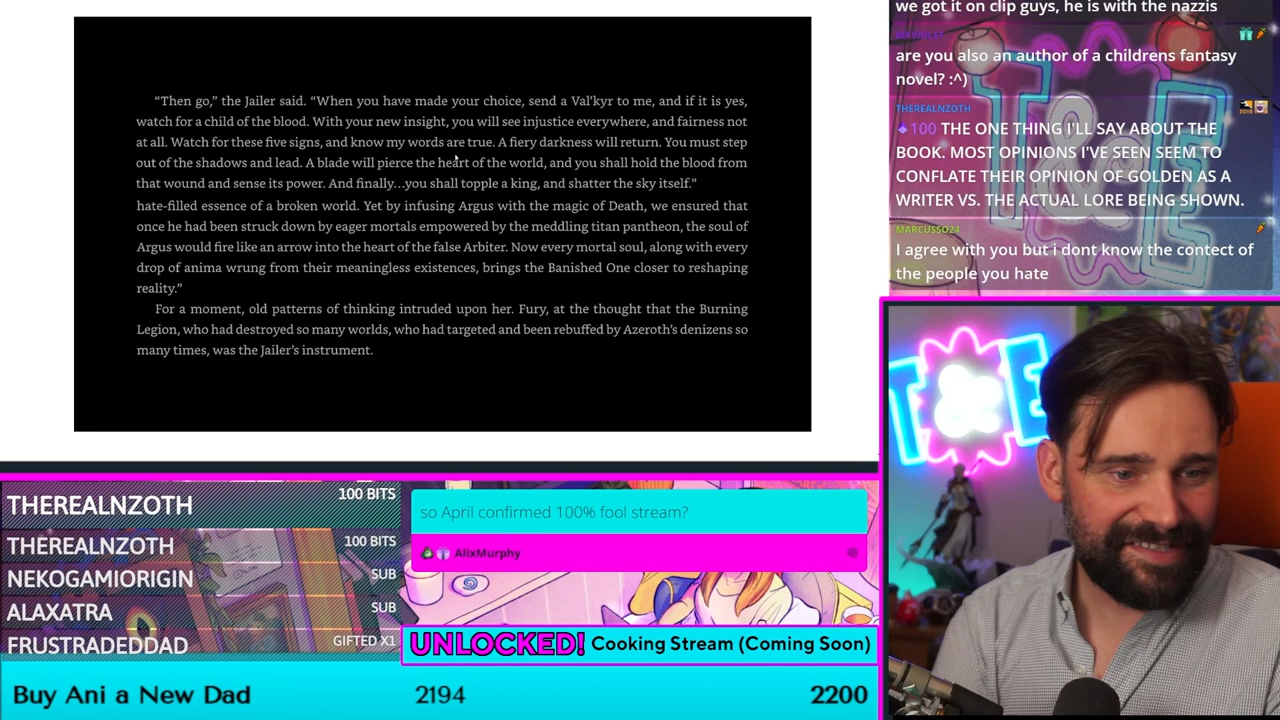 “Then go,” the Jailer said. “When you have made your choice, send a Val’kyr to me, and if it is yes,
watch for a child of the blood. With your new insight, you will see injustice everywhere, and fairness not
at all. Watch for these five signs, and know my words are true. A fiery darkness will return. You must step
out of the shadows and lead. A blade will pierce the heart of the world, and you shall hold the blood from
that wound and sense its power. And finally…you shall topple a king, and shatter the sky itself.”
hate-filled essence of a broken world. Yet by infusing Argus with the magic of Death, we ensured that
once he had been struck down by eager mortals empowered by the meddling titan pantheon, the soul of
Argus would fire like an arrow into the heart of the false Arbiter. Now every mortal soul, along with every
drop of anima wrung from their meaningless existences, brings the Banished One closer to reshaping
reality.”
For a moment, old patterns of thinking intruded upon her. Fury, at the thought that the Burning
Legion, who had destroyed so many worlds, who had targeted and been rebuffed by Azeroth’s denizens so
many times, was the Jailer’s instrument.
we got it on clip guys, he is with the nazzis
are you also an author of a childrens fantasy
novel? :^)
THEREALNZOTH
100 THE ONE THING I'LL SAY ABOUT THE
BOOK. MOST OPINIONS I'VE SEEN SEEM TO
CONFLATE THEIR OPINION OF GOLDEN AS A
WRITER VS. THE ACTUAL LORE BEING SHOWN.
MARCUSSO24
I agree with you but i dont know the contect of
the people you hate
T&E
THEREALNZOTH 100 BITS
THEREALNZOTH 100 BITS
NEKOGAMIORIGIN SUB
ALAXATRA SUB
FRUSTRADEDDAD GIFTED X1
so April confirmed 100% fool stream?
AlixMurphy
UNLOCKED! Cooking Stream (Coming Soon)
Buy Ani a New Dad 2194 2200